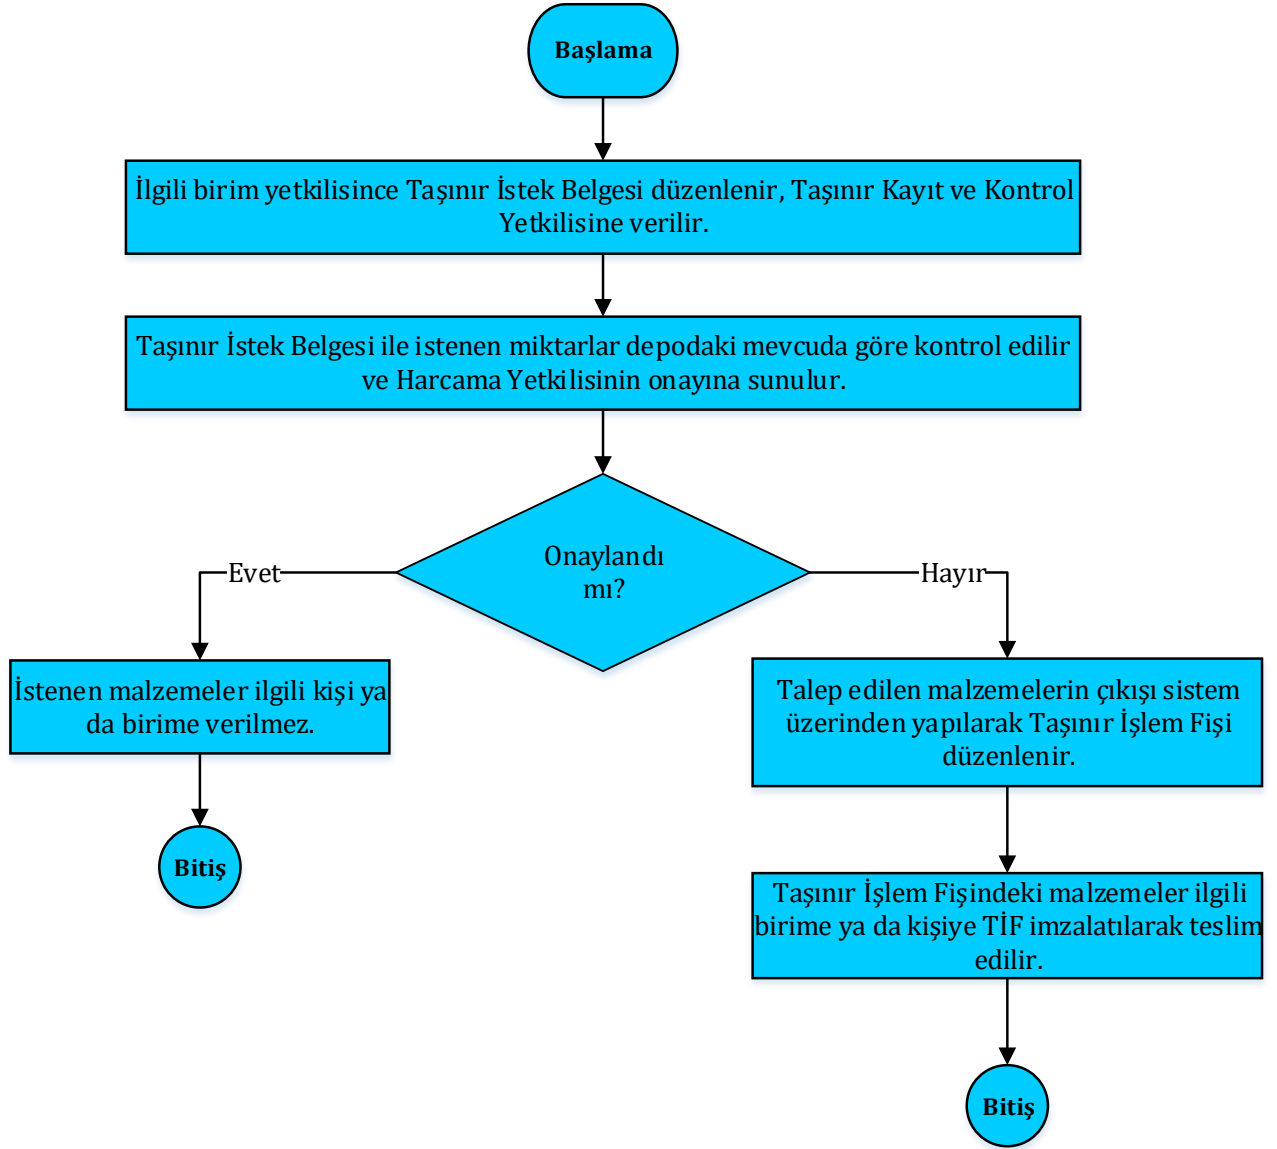 Başlama
İlgili birim yetkilisince Taşınır İstek Belgesi düzenlenir, Taşınır Kayıt ve Kontrol
Yetkilisine verilir.
Taşınır İstek Belgesi ile istenen miktarlar depodaki mevcuda göre kontrol edilir
ve Harcama Yetkilisinin onayına sunulur.
Onaylandı
mı?
Evet
Hayır
İstenen malzemeler ilgili kişi ya
da birime verilmez.
Bitiş
Talep edilen malzemelerin çıkışı sistem
üzerinden yapılarak Taşınır İşlem Fişi
düzenlenir.
Taşınır İşlem Fişindeki malzemeler ilgili
birime ya da kişiye TİF imzalatılarak teslim
edilir.
Bitiş